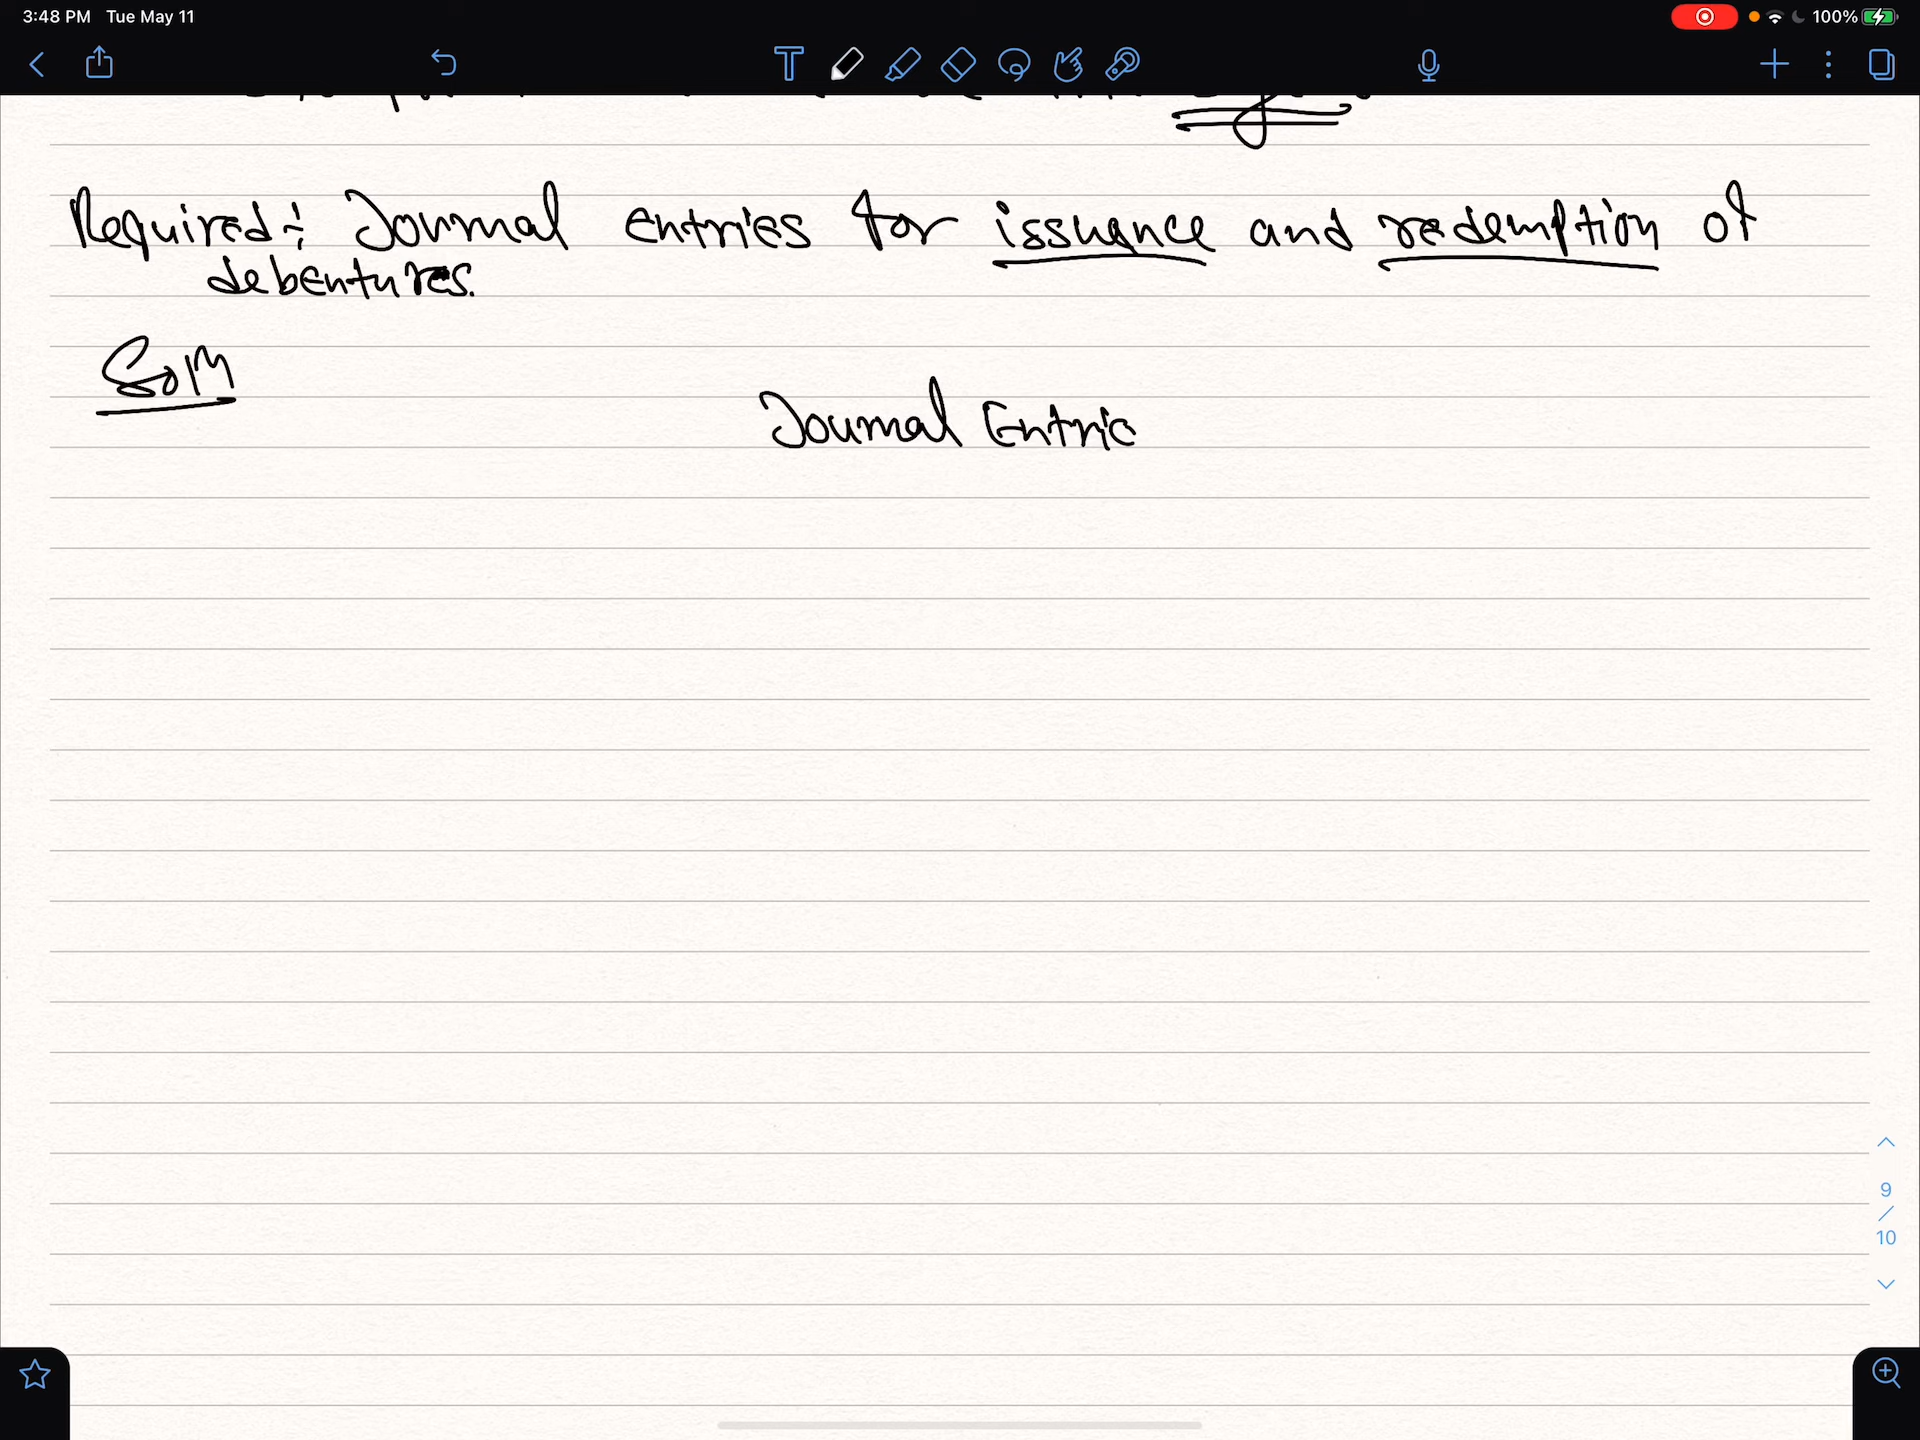 3:48 PM Tue May 11
100%
Required:- Journal entries for issuance and redemption of
debentures.
Soln
Journal Entrie
9
/
10